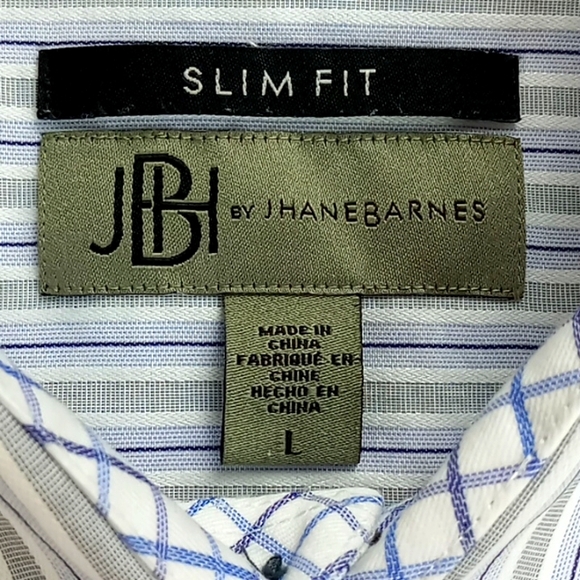 SLIM FIT
JBH BY JHANEBARNES
MADE IN
CHINA
FABRIQUÉ EN
CHINE
HECHO EN
CHINA
L